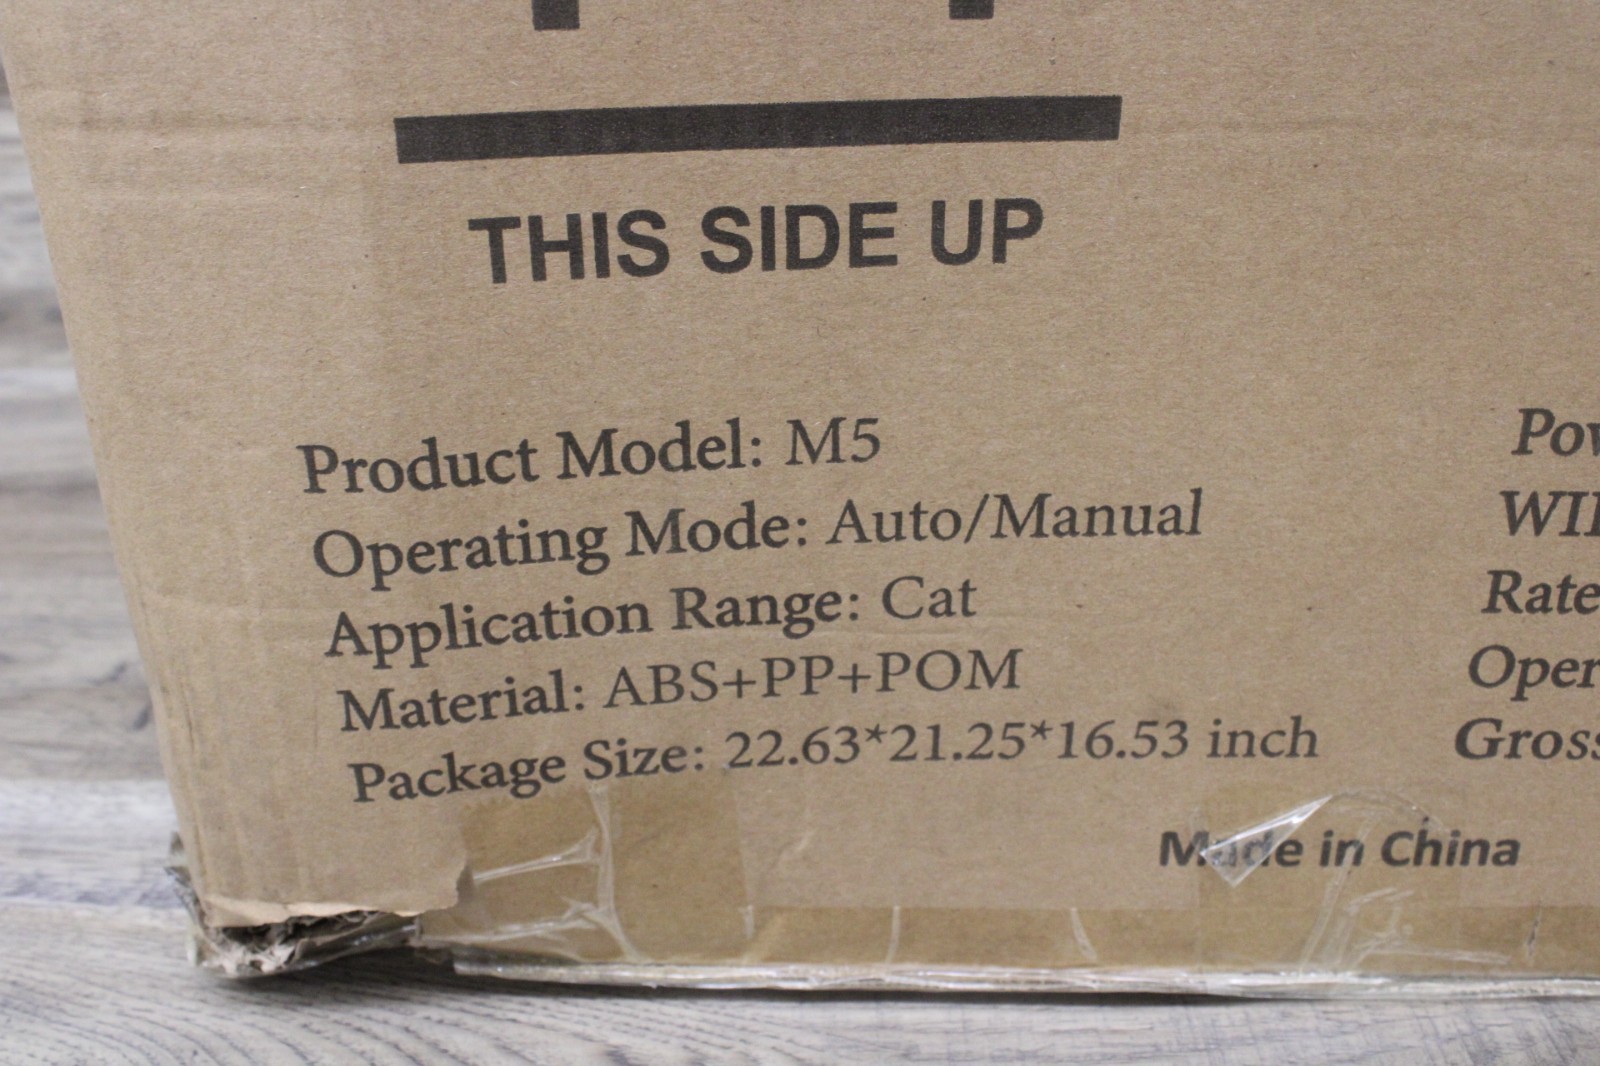 THIS SIDE UP
Product Model: M5
Operating Mode: Auto/Manual
Application Range: Cat
Material: ABS+PP+POM
Package Size: 22.63*21.25*16.53 inch
Made in China